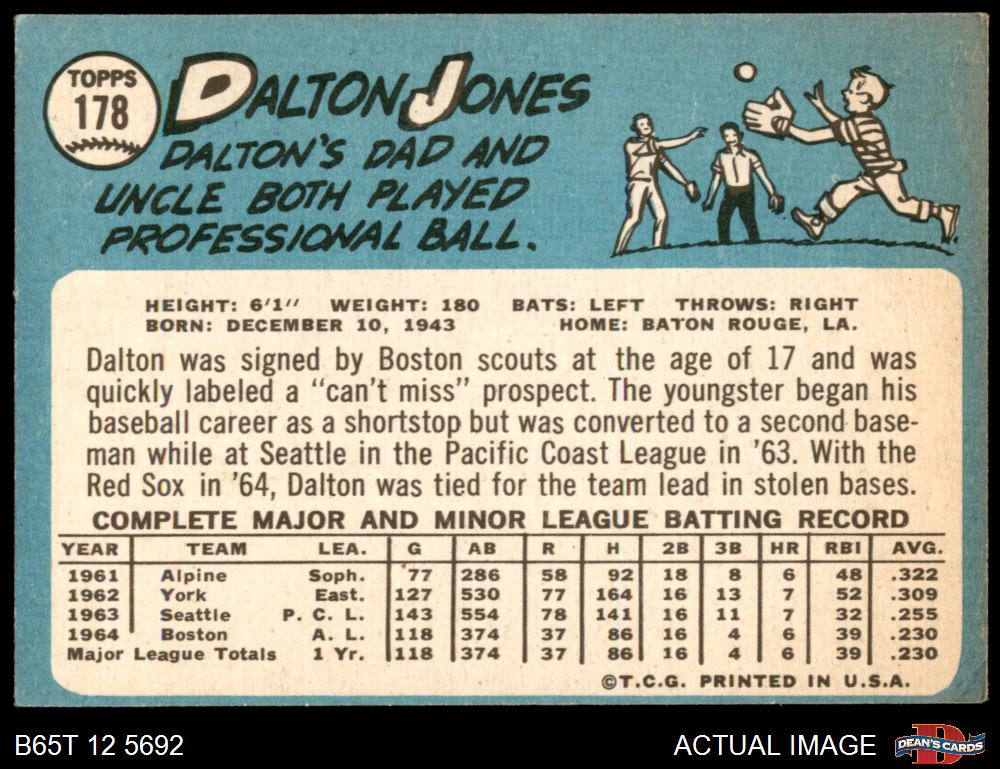 TOPPS
178
DALTON JONES
DALTON'S DAD AND
UNCLE BOTH PLAYED
PROFESSIONAL BALL.
HEIGHT: 6'1" WEIGHT: 180 BATS: LEFT THROWS: RIGHT
BORN: DECEMBER 10, 1943 HOME: BATON ROUGE, LA.
Dalton was signed by Boston scouts at the age of 17 and was
quickly labeled a "can't miss" prospect. The youngster began his
baseball career as a shortstop but was converted to a second base-
man while at Seattle in the Pacific Coast League in '63. With the
Red Sox in '64, Dalton was tied for the team lead in stolen bases.
COMPLETE MAJOR AND MINOR LEAGUE BATTING RECORD
YEAR TEAM LEA. G AB R H 2B 3B HR RBI AVG.
1961 Alpine Soph. 77 286 58 92 18 8 6 48 .322
1962 York East. 127 530 77 164 16 13 7 52 .309
1963 Seattle P. C. L. 143 554 78 141 16 11 7 32 .255
1964 Boston A. L. 118 374 37 86 16 4 6 39 .230
Major League Totals 1 Yr. 118 374 37 86 16 4 6 39 .230
©T.C.G. PRINTED IN U.S.A.
B65T 12 5692 ACTUAL IMAGE
D
DEAN'S CARDS